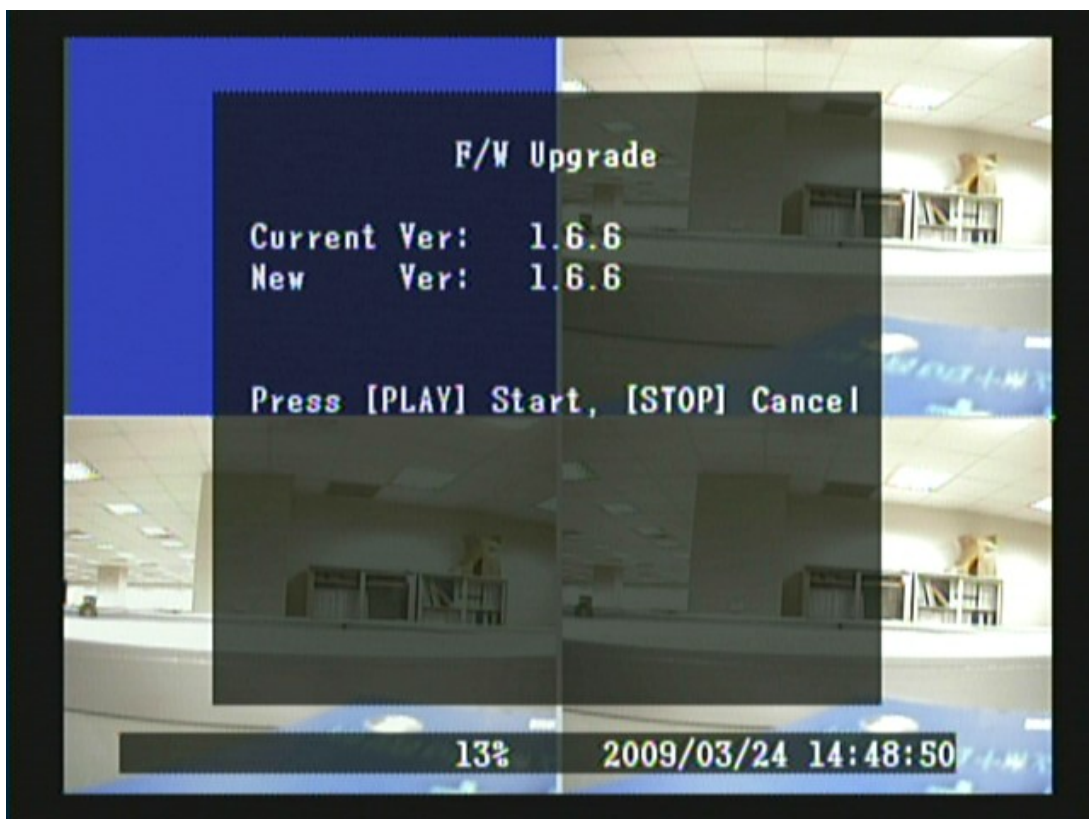 F/W Upgrade
Current Ver: 1.6.6
New Ver: 1.6.6
Press [PLAY] Start, [STOP] Cancel
13% 2009/03/24 14:48:50